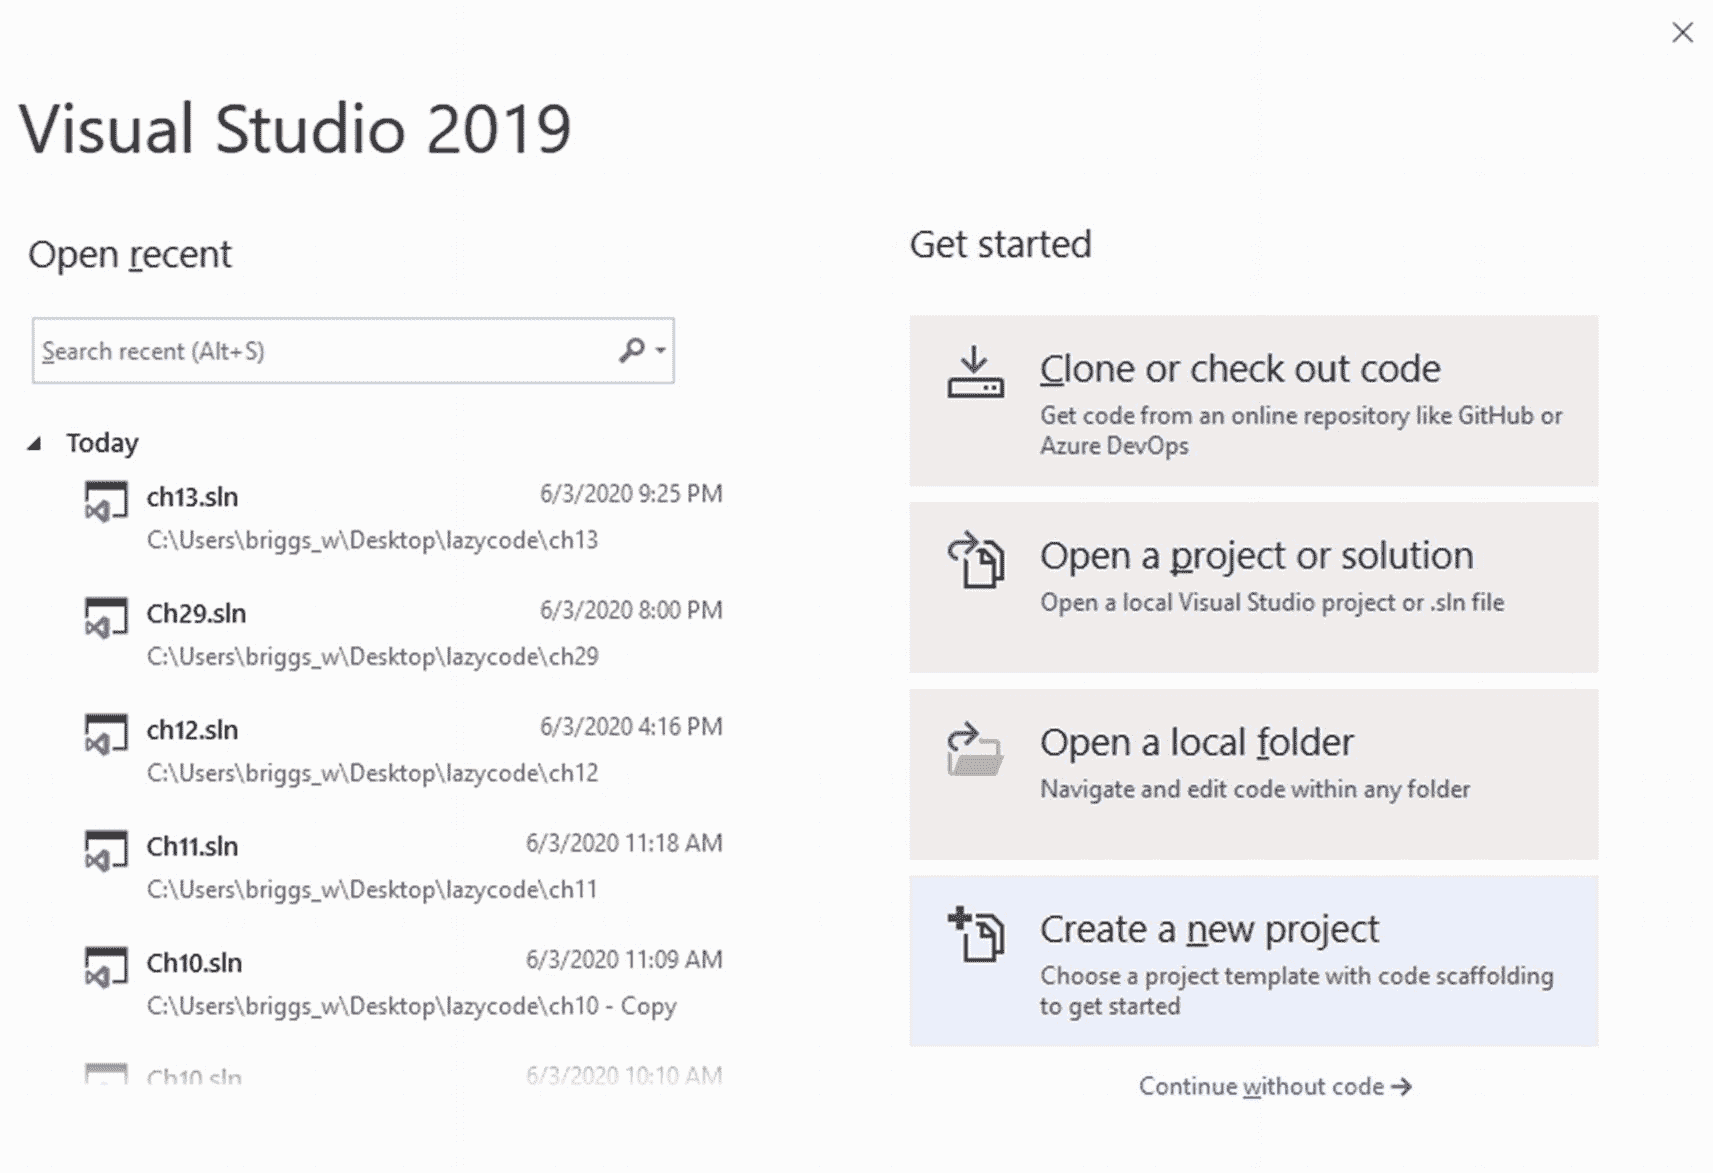 Visual Studio 2019
Open recent
Search recent (Alt+S)
Today
ch13.sln 6/3/2020 9:25 PM
C:\Users\briggs_w\Desktop\lazycode\ch13
Ch29.sln 6/3/2020 8:00 PM
C:\Users\briggs_w\Desktop\lazycode\ch29
ch12.sln 6/3/2020 4:16 PM
C:\Users\briggs_w\Desktop\lazycode\ch12
Ch11.sln 6/3/2020 11:18 AM
C:\Users\briggs_w\Desktop\lazycode\ch11
Ch10.sln 6/3/2020 11:09 AM
C:\Users\briggs_w\Desktop\lazycode\ch10 - Copy
Ch10.sln 6/3/2020 10:10 AM
Get started
Clone or check out code
Get code from an online repository like GitHub or
Azure DevOps
Open a project or solution
Open a local Visual Studio project or .sln file
Open a local folder
Navigate and edit code within any folder
Create a new project
Choose a project template with code scaffolding
to get started
Continue without code →